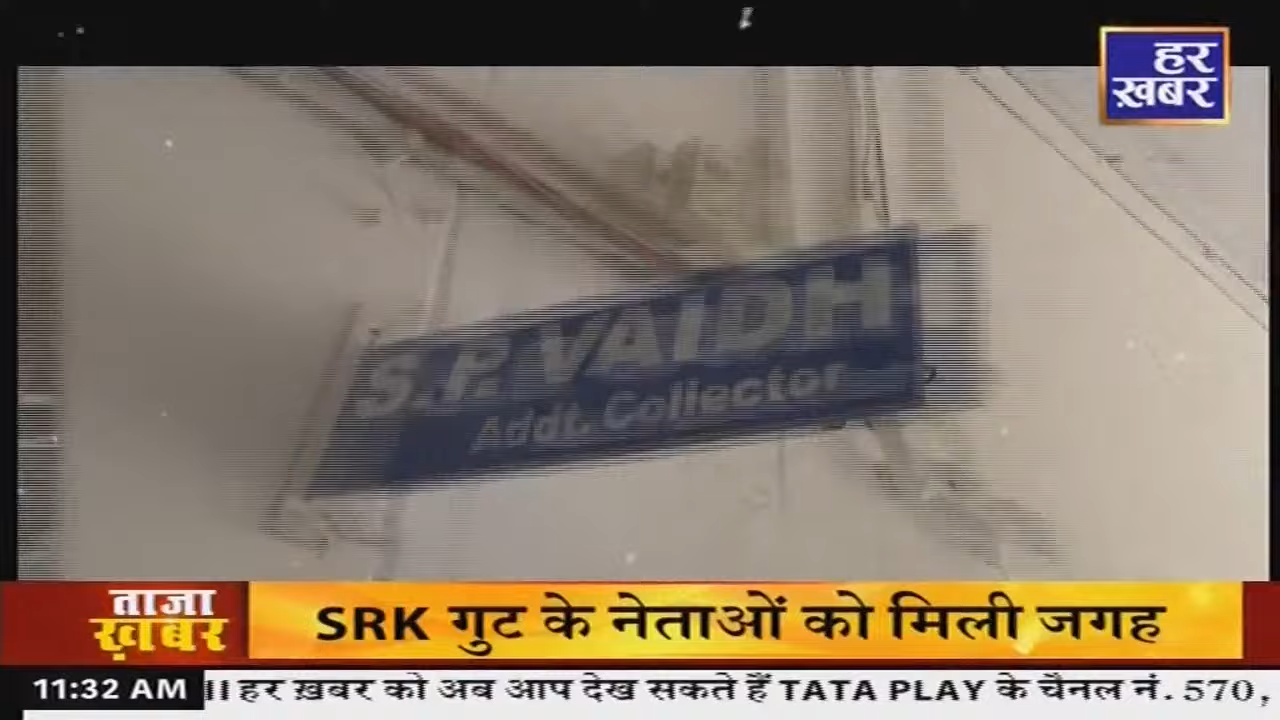 हर
ख़बर
S.P. VAIDH
Addt. Collector
ताजा
ख़बर
SRK गुट के नेताओं को मिली जगह
11:32 AM
।। हर ख़बर को अब आप देख सकते हैं TATA PLAY के चैनल नं. 570,